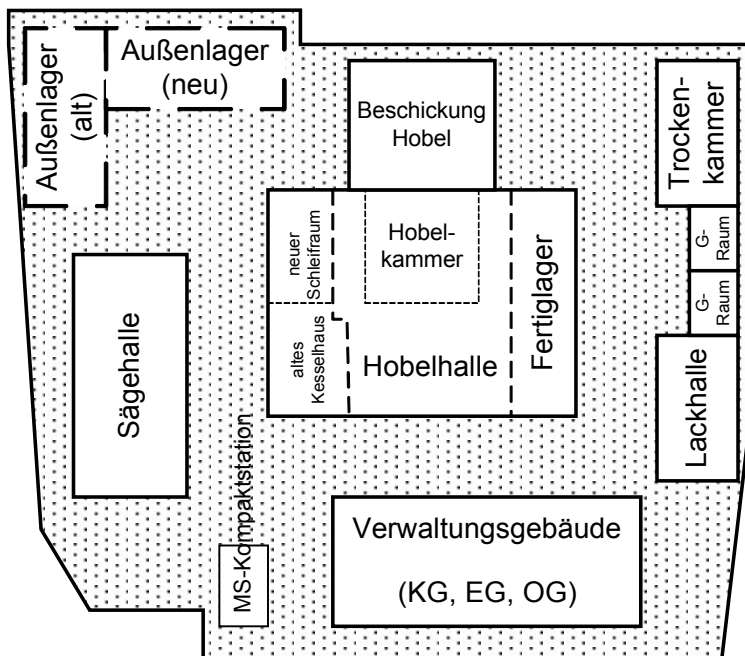 Außenlager
(alt)
Außenlager
(neu)
Beschickung
Hobel
Trocken-
kammer
neuer
Schleifraum
Hobel-
kammer
Fertiglager
G-
Raum
G-
Raum
altes
Kesselhaus
Hobelhalle
Sägehalle
Lackhalle
MS-Kompaktstation
Verwaltungsgebäude
(KG, EG, OG)